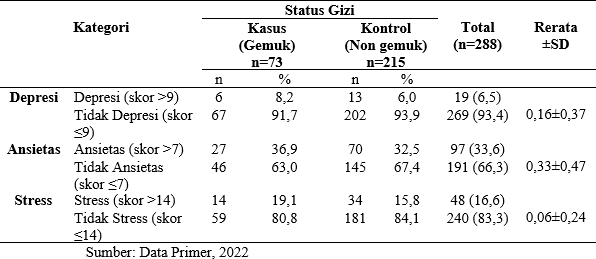 Kategori Status Gizi Total (n=288) Rerata ±SD
Kasus (Gemuk) n=73 Kontrol (Non gemuk) n=215
n % n %
Depresi Depresi (skor >9) 6 8,2 13 6,0 19 (6,5) 0,16±0,37
Tidak Depresi (skor ≤9) 67 91,7 202 93,9 269 (93,4)
Ansietas Ansietas (skor >7) 27 36,9 70 32,5 97 (33,6) 0,33±0,47
Tidak Ansietas (skor ≤7) 46 63,0 145 67,4 191 (66,3)
Stress Stress (skor >14) 14 19,1 34 15,8 48 (16,6) 0,06±0,24
Tidak Stress (skor ≤14) 59 80,8 181 84,1 240 (83,3)
Sumber: Data Primer, 2022